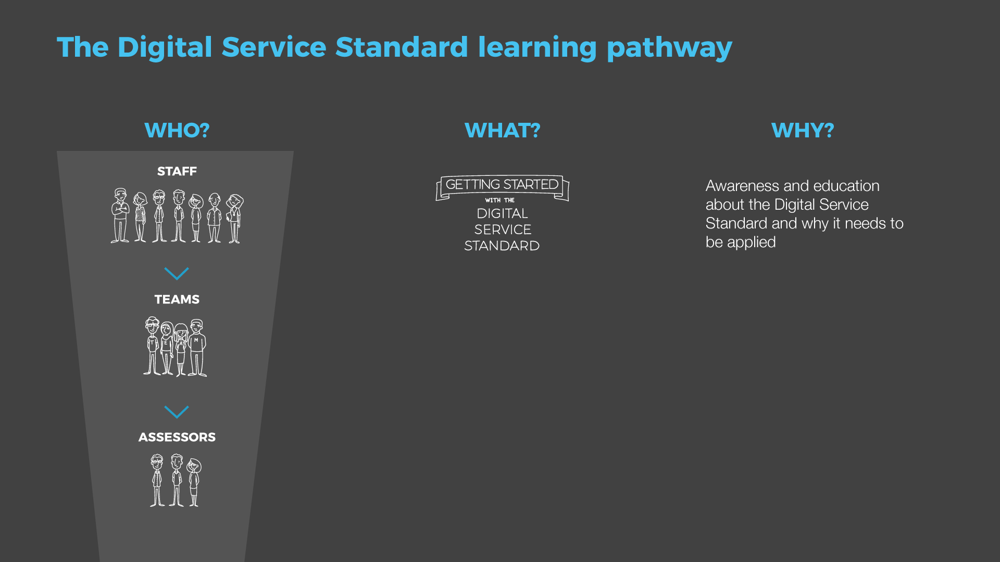 The Digital Service Standard learning pathway
WHO?
WHAT?
WHY?
STAFF
GETTING STARTED
WITH THE
DIGITAL
SERVICE
STANDARD
Awareness and education
about the Digital Service
Standard and why it needs to
be applied
TEAMS
T E A M
ASSESSORS